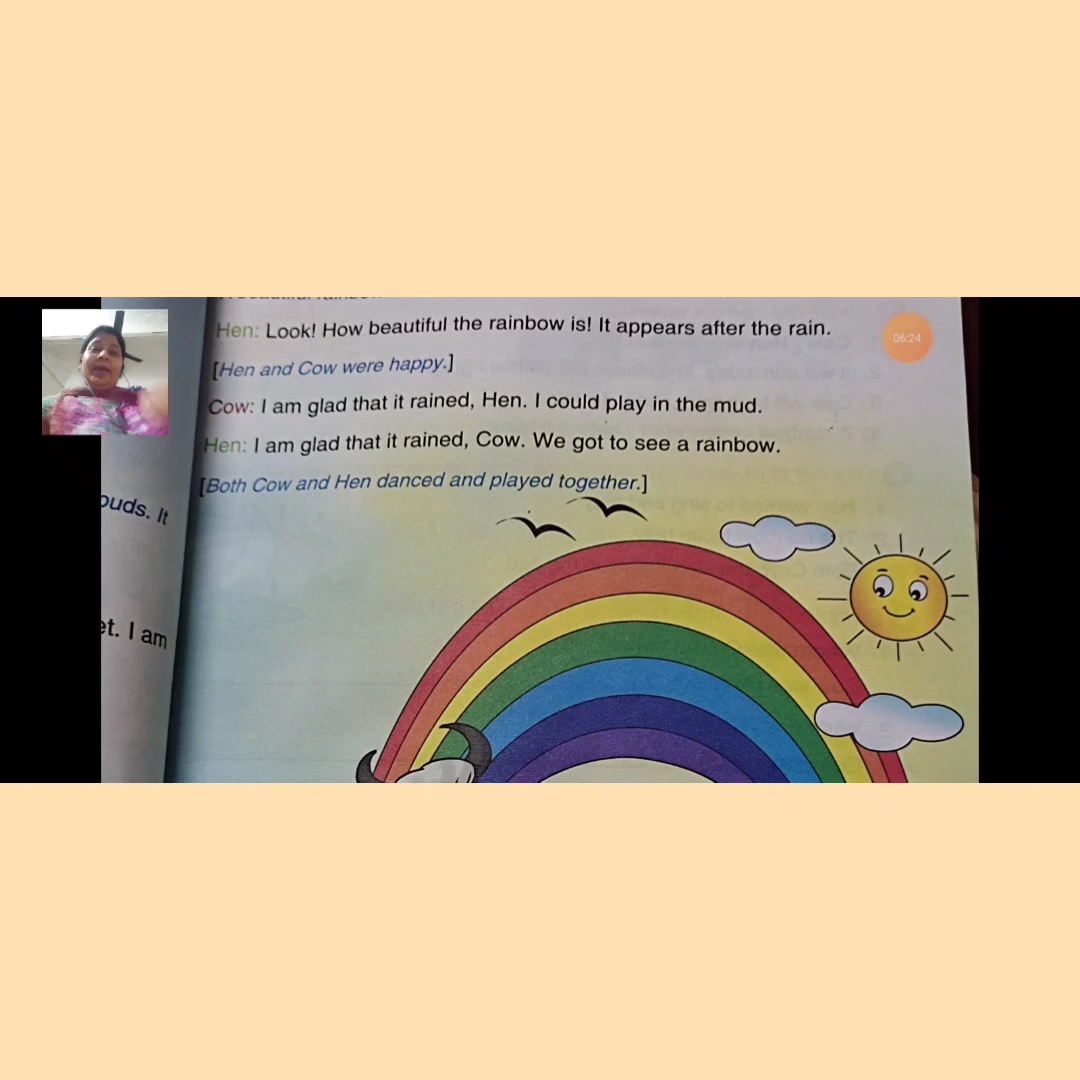 Hen: Look! How beautiful the rainbow is! It appears after the rain.
[Hen and Cow were happy.]
Cow: I am glad that it rained, Hen. I could play in the mud.
Hen: I am glad that it rained, Cow. We got to see a rainbow.
[Both Cow and Hen danced and played together.]
It
I am
06:24